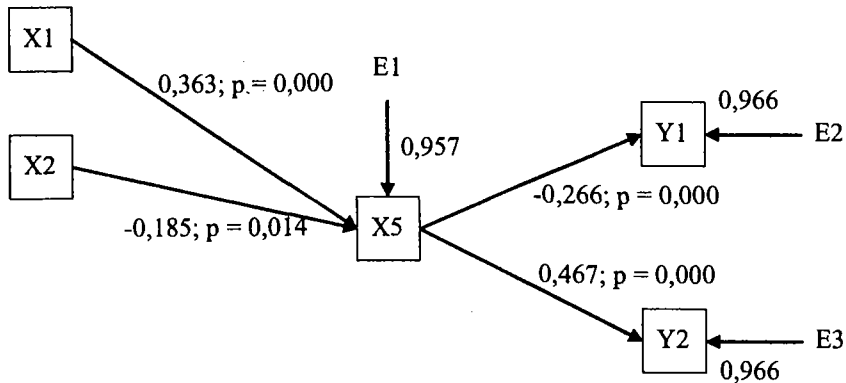 X1
0,363; p = 0,000
E1
0,966
Y1
E2
0,957
X2
-0,266; p = 0,000
-0,185; p = 0,014
X5
0,467; p = 0,000
Y2
E3
0,966